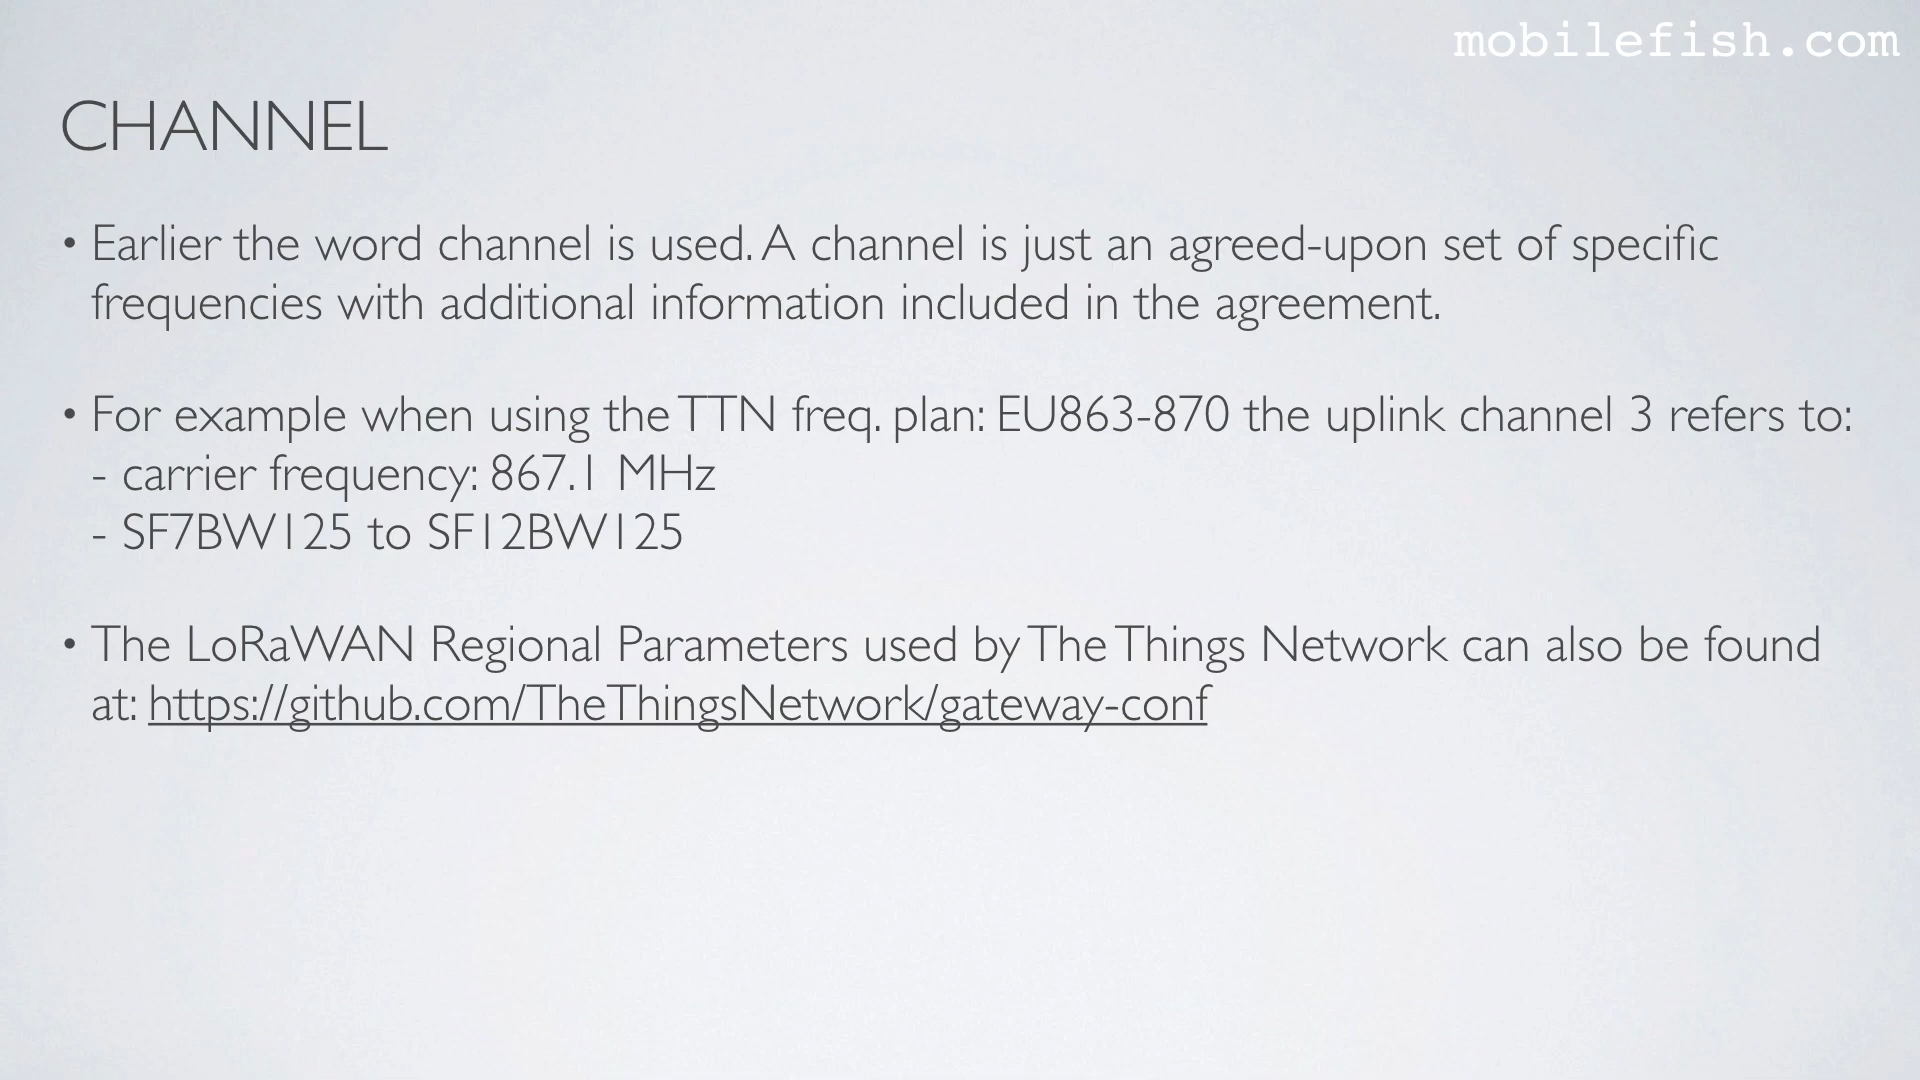 mobilefish.com
CHANNEL
• Earlier the word channel is used. A channel is just an agreed-upon set of specific
frequencies with additional information included in the agreement.
• For example when using the TTN freq. plan: EU863-870 the uplink channel 3 refers to:
- carrier frequency: 867.1 MHz
- SF7BW125 to SF12BW125
• The LoRaWAN Regional Parameters used by The Things Network can also be found
at: https://github.com/TheThingsNetwork/gateway-conf